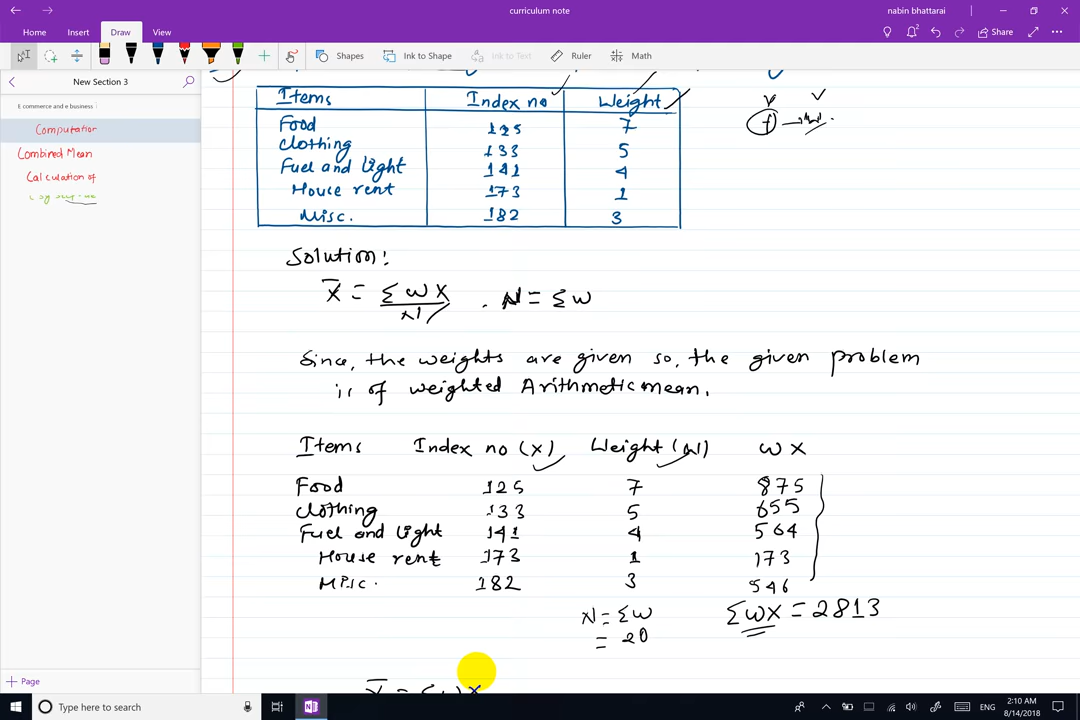 curriculum note
nabin bhattarai
Home Insert Draw View
Share
Shapes Ink to Shape Ink to Text Ruler Math
New Section 3
E commerce and e business
Computation
Combined Mean
Calculation of
Items Index no Weight
Food 125 7
Clothing 133 5
Fuel and Light 141 4
House rent 173 1
Misc. 182 3
f
Solution:
X̄ = ΣwX / N . N = Σw
Since, the weights are given so, the given problem
is of weighted Arithmetic mean.
Items Index no (x) Weight (w) wx
Food 125 7 875
Clothing 133 5 655
Fuel and Light 141 4 564
House rent 173 1 173
Misc. 182 3 546
N = Σw ΣwX = 2813
= 20
X̄ = Σwx
+ Page
Type here to search
ENG
2:10 AM
8/14/2018